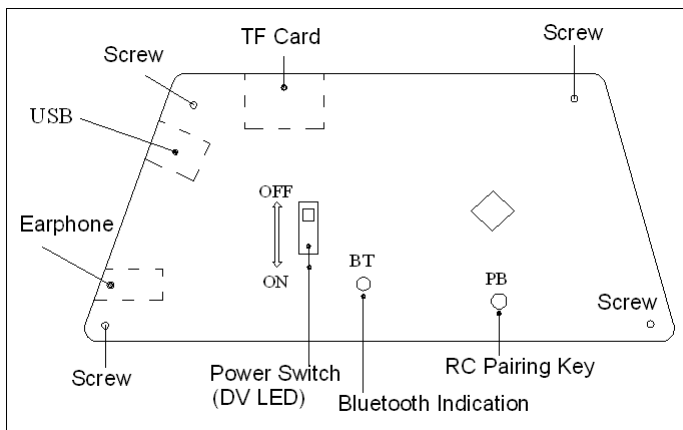 TF Card
Screw
Screw
USB
OFF
Earphone
BT
ON
PB
Screw
Screw
Power Switch
(DV LED)
RC Pairing Key
Bluetooth Indication